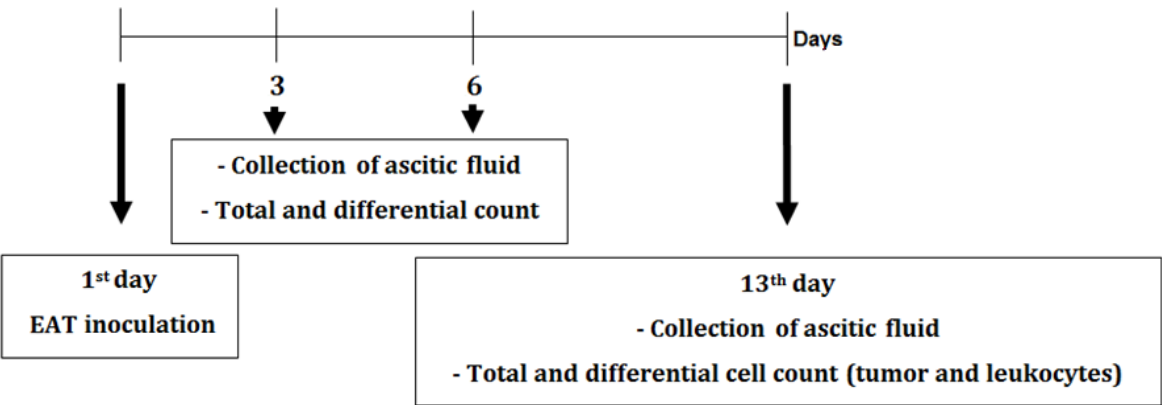 Days
3
6
- Collection of ascitic fluid
- Total and differential count
1st day
EAT inoculation
13th day
- Collection of ascitic fluid
- Total and differential cell count (tumor and leukocytes)